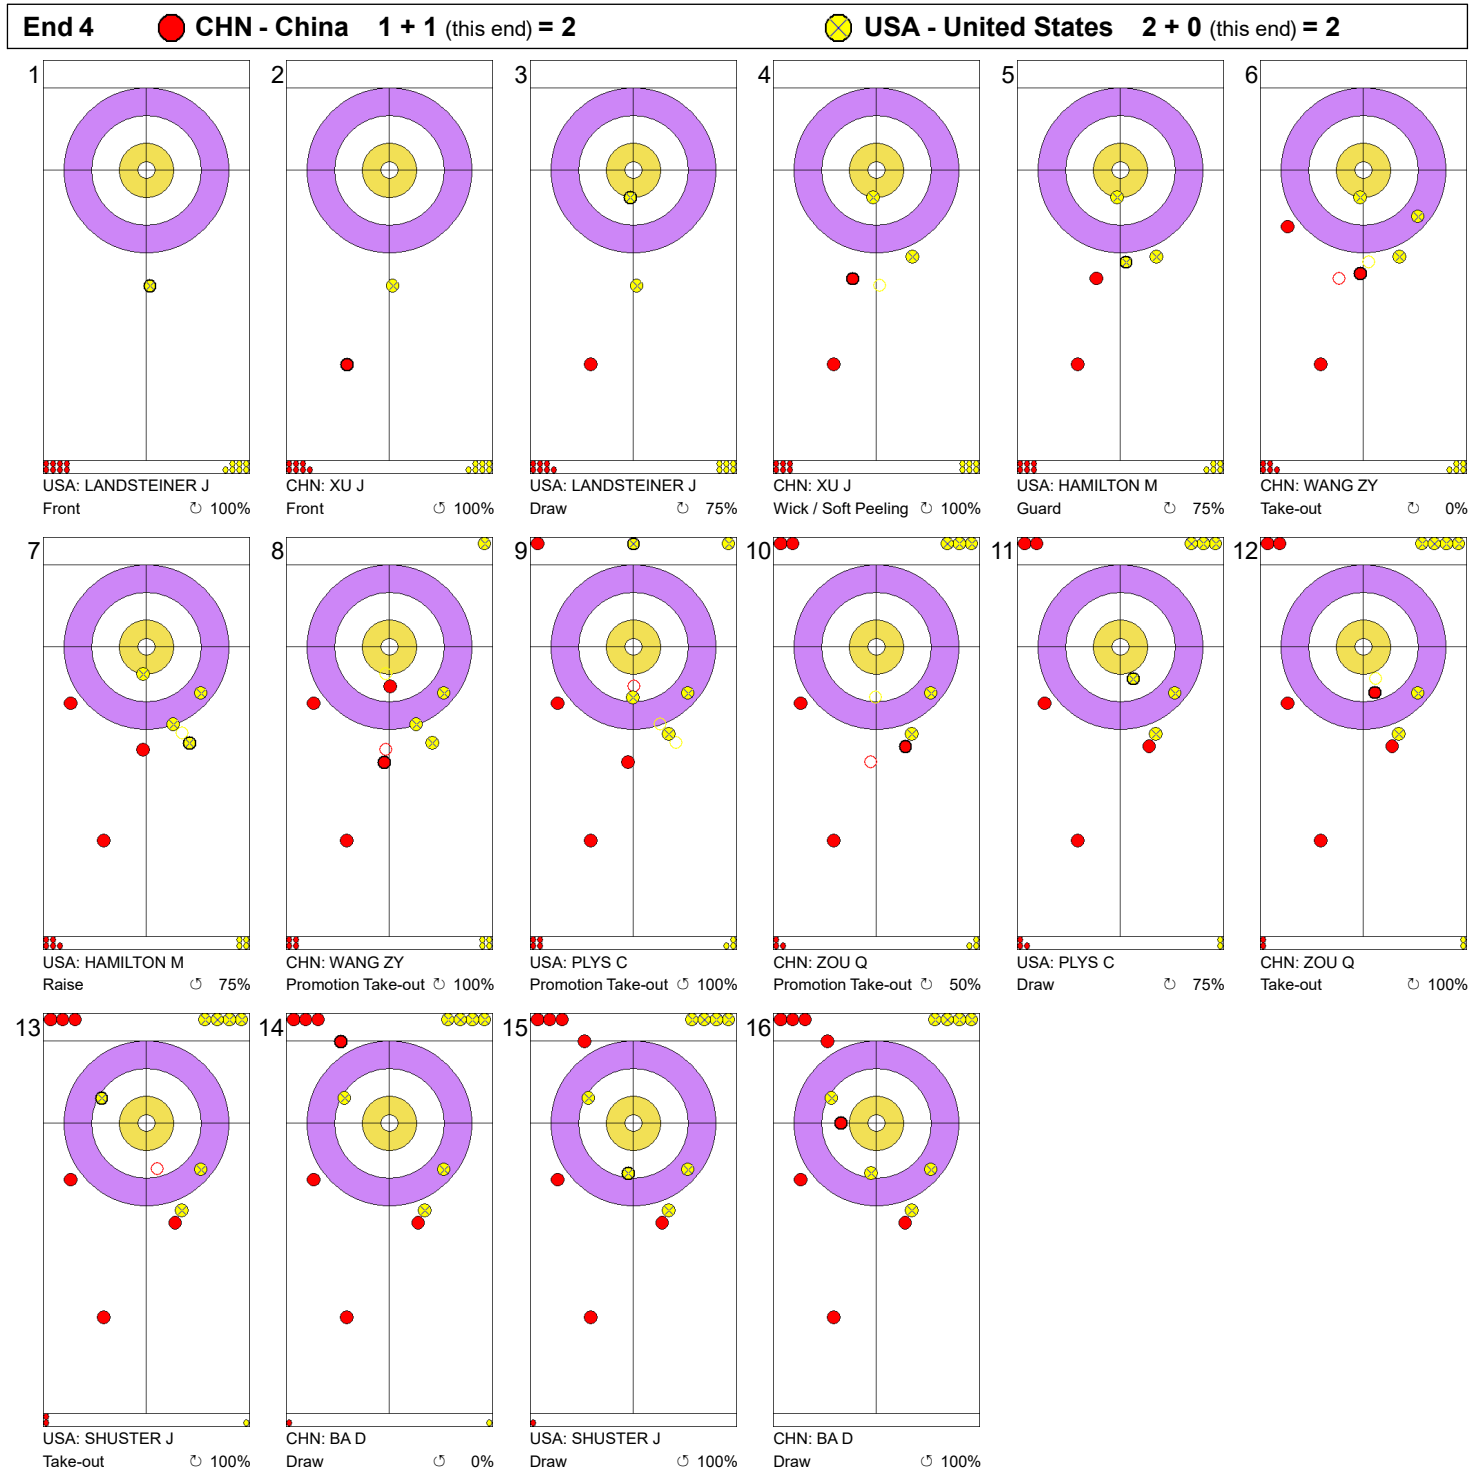 End 4 CHN - China 1 + 1 (this end) = 2 USA - United States 2 + 0 (this end) = 2
1 2 3 4 5 6
USA: LANDSTEINER J CHN: XU J USA: LANDSTEINER J CHN: XU J USA: HAMILTON M CHN: WANG ZY
Front ↻ 100% Front ↺ 100% Draw ↻ 75% Wick / Soft Peeling ↻ 100% Guard ↻ 75% Take-out ↻ 0%
7 8 9 10 11 12
USA: HAMILTON M CHN: WANG ZY USA: PLYS C CHN: ZOU Q USA: PLYS C CHN: ZOU Q
Raise ↺ 75% Promotion Take-out ↻ 100% Promotion Take-out ↺ 100% Promotion Take-out ↻ 50% Draw ↻ 75% Take-out ↻ 100%
13 14 15 16
USA: SHUSTER J CHN: BA D USA: SHUSTER J CHN: BA D
Take-out ↻ 100% Draw ↺ 0% Draw ↻ 100% Draw ↻ 100%